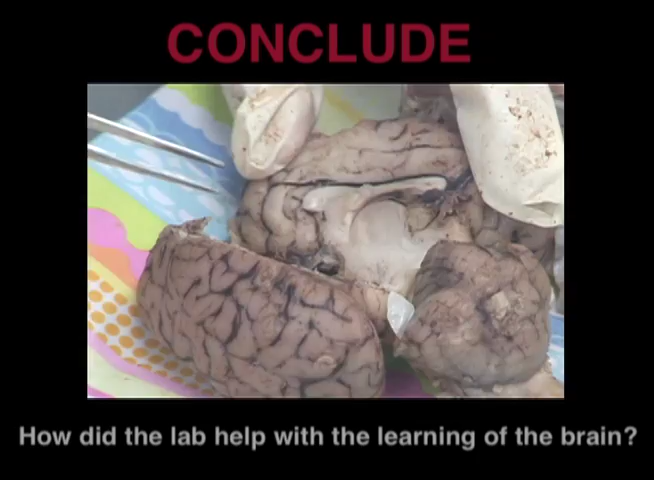 CONCLUDE
How did the lab help with the learning of the brain?